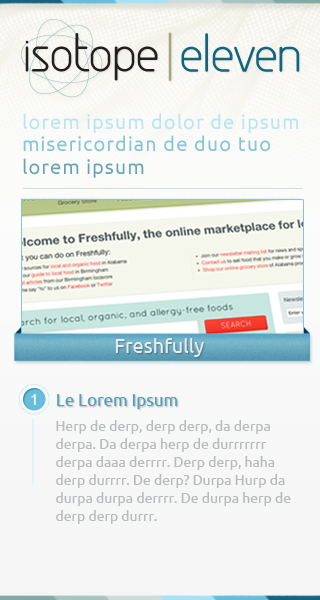 isotope|eleven
lorem ipsum dolor de ipsum
misericordian de duo tuo
lorem ipsum
Grocery Store
lcome to Freshfully, the online marketplace for lo
you can do on Freshfully:
sources for local and organic food in Alabama
guide to local food in Birmingham
articles from our Birmingham locavors
say "hi" to us on Facebook or Twitter
Join our newsletter mailing list for news and
Contact us to sell food that you make or grow
Shop our online grocery store of Alabama
rch for local, organic, and allergy-free foods
SEARCH
Newsle
Enter
Freshfully
1 Le Lorem Ipsum
Herp de derp, derp derp, da derpa
derpa. Da derpa herp de durrrrrrr
derpa daaa derrrr. Derp derp, haha
derp durrrr. De derp? Durpa Hurp da
durpa durpa derrrr. De durpa herp de
derp derp durrr.